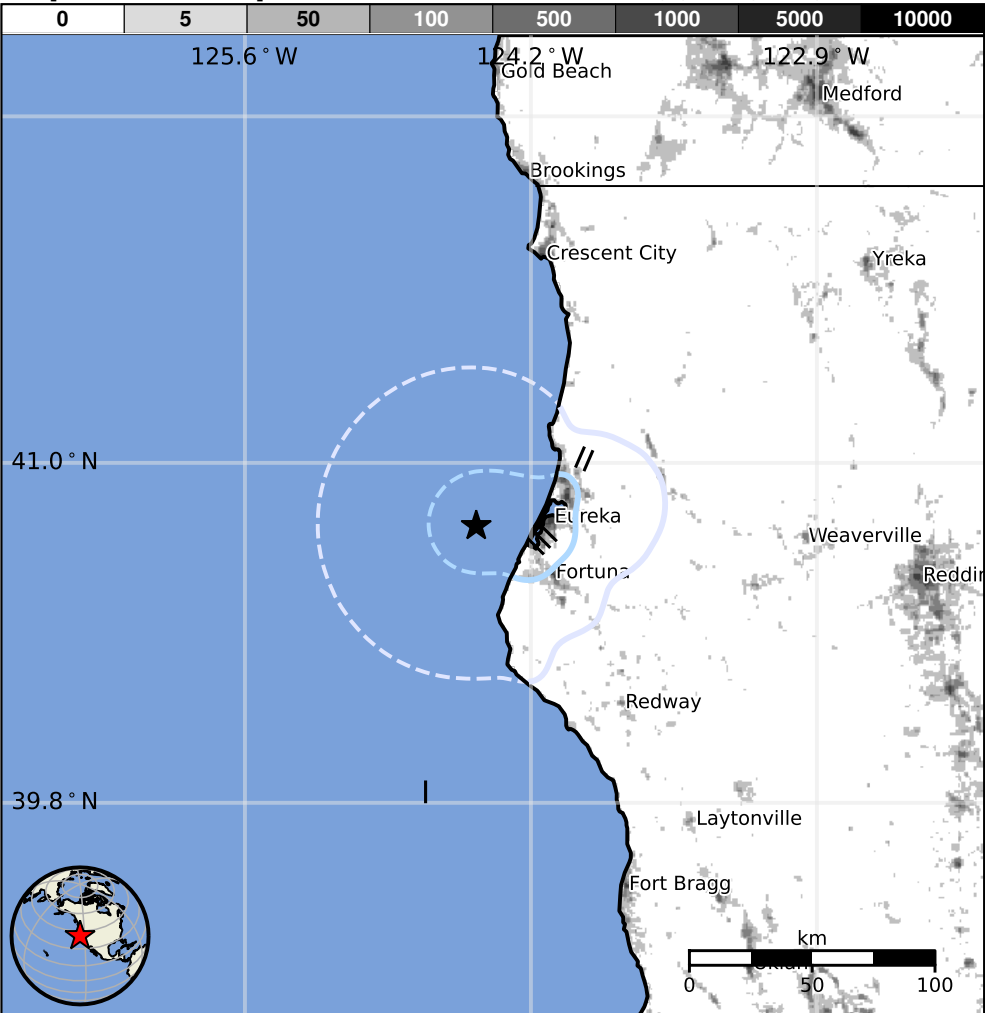 0 5 50 100 500 1000 5000 10000
125.6°W 124.2°W 122.9°W
Gold Beach
Medford
Brookings
Crescent City
Yreka
41.0°N
Eureka
Weaverville
Fortuna
Reddin
Redway
39.8°N
Laytonville
Fort Bragg
km
0 50 100